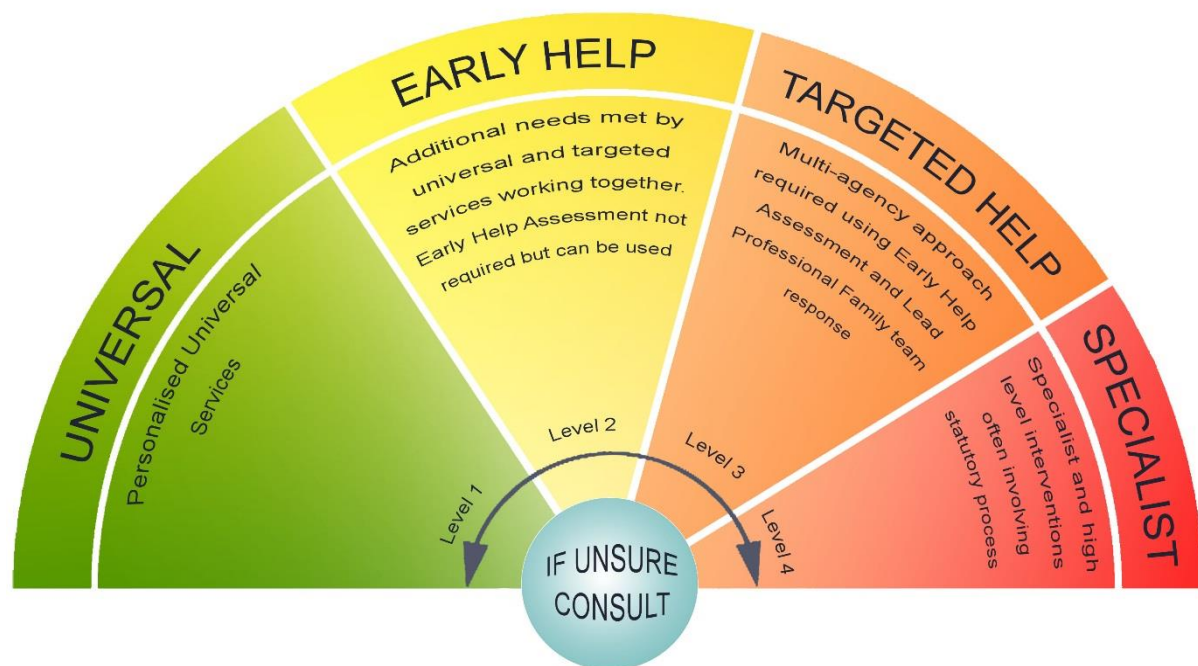 UNIVERSAL
Personalised Universal
Services
Level 1
EARLY HELP
Additional needs met by
universal and targeted
services working together.
Early Help Assessment not
required but can be used
Level 2
TARGETED HELP
Multi-agency approach
required using Early Help
Assessment and Lead
Professional Family team
response
Level 3
SPECIALIST
Specialist and high
level interventions
often involving
statutory process
Level 4
IF UNSURE
CONSULT